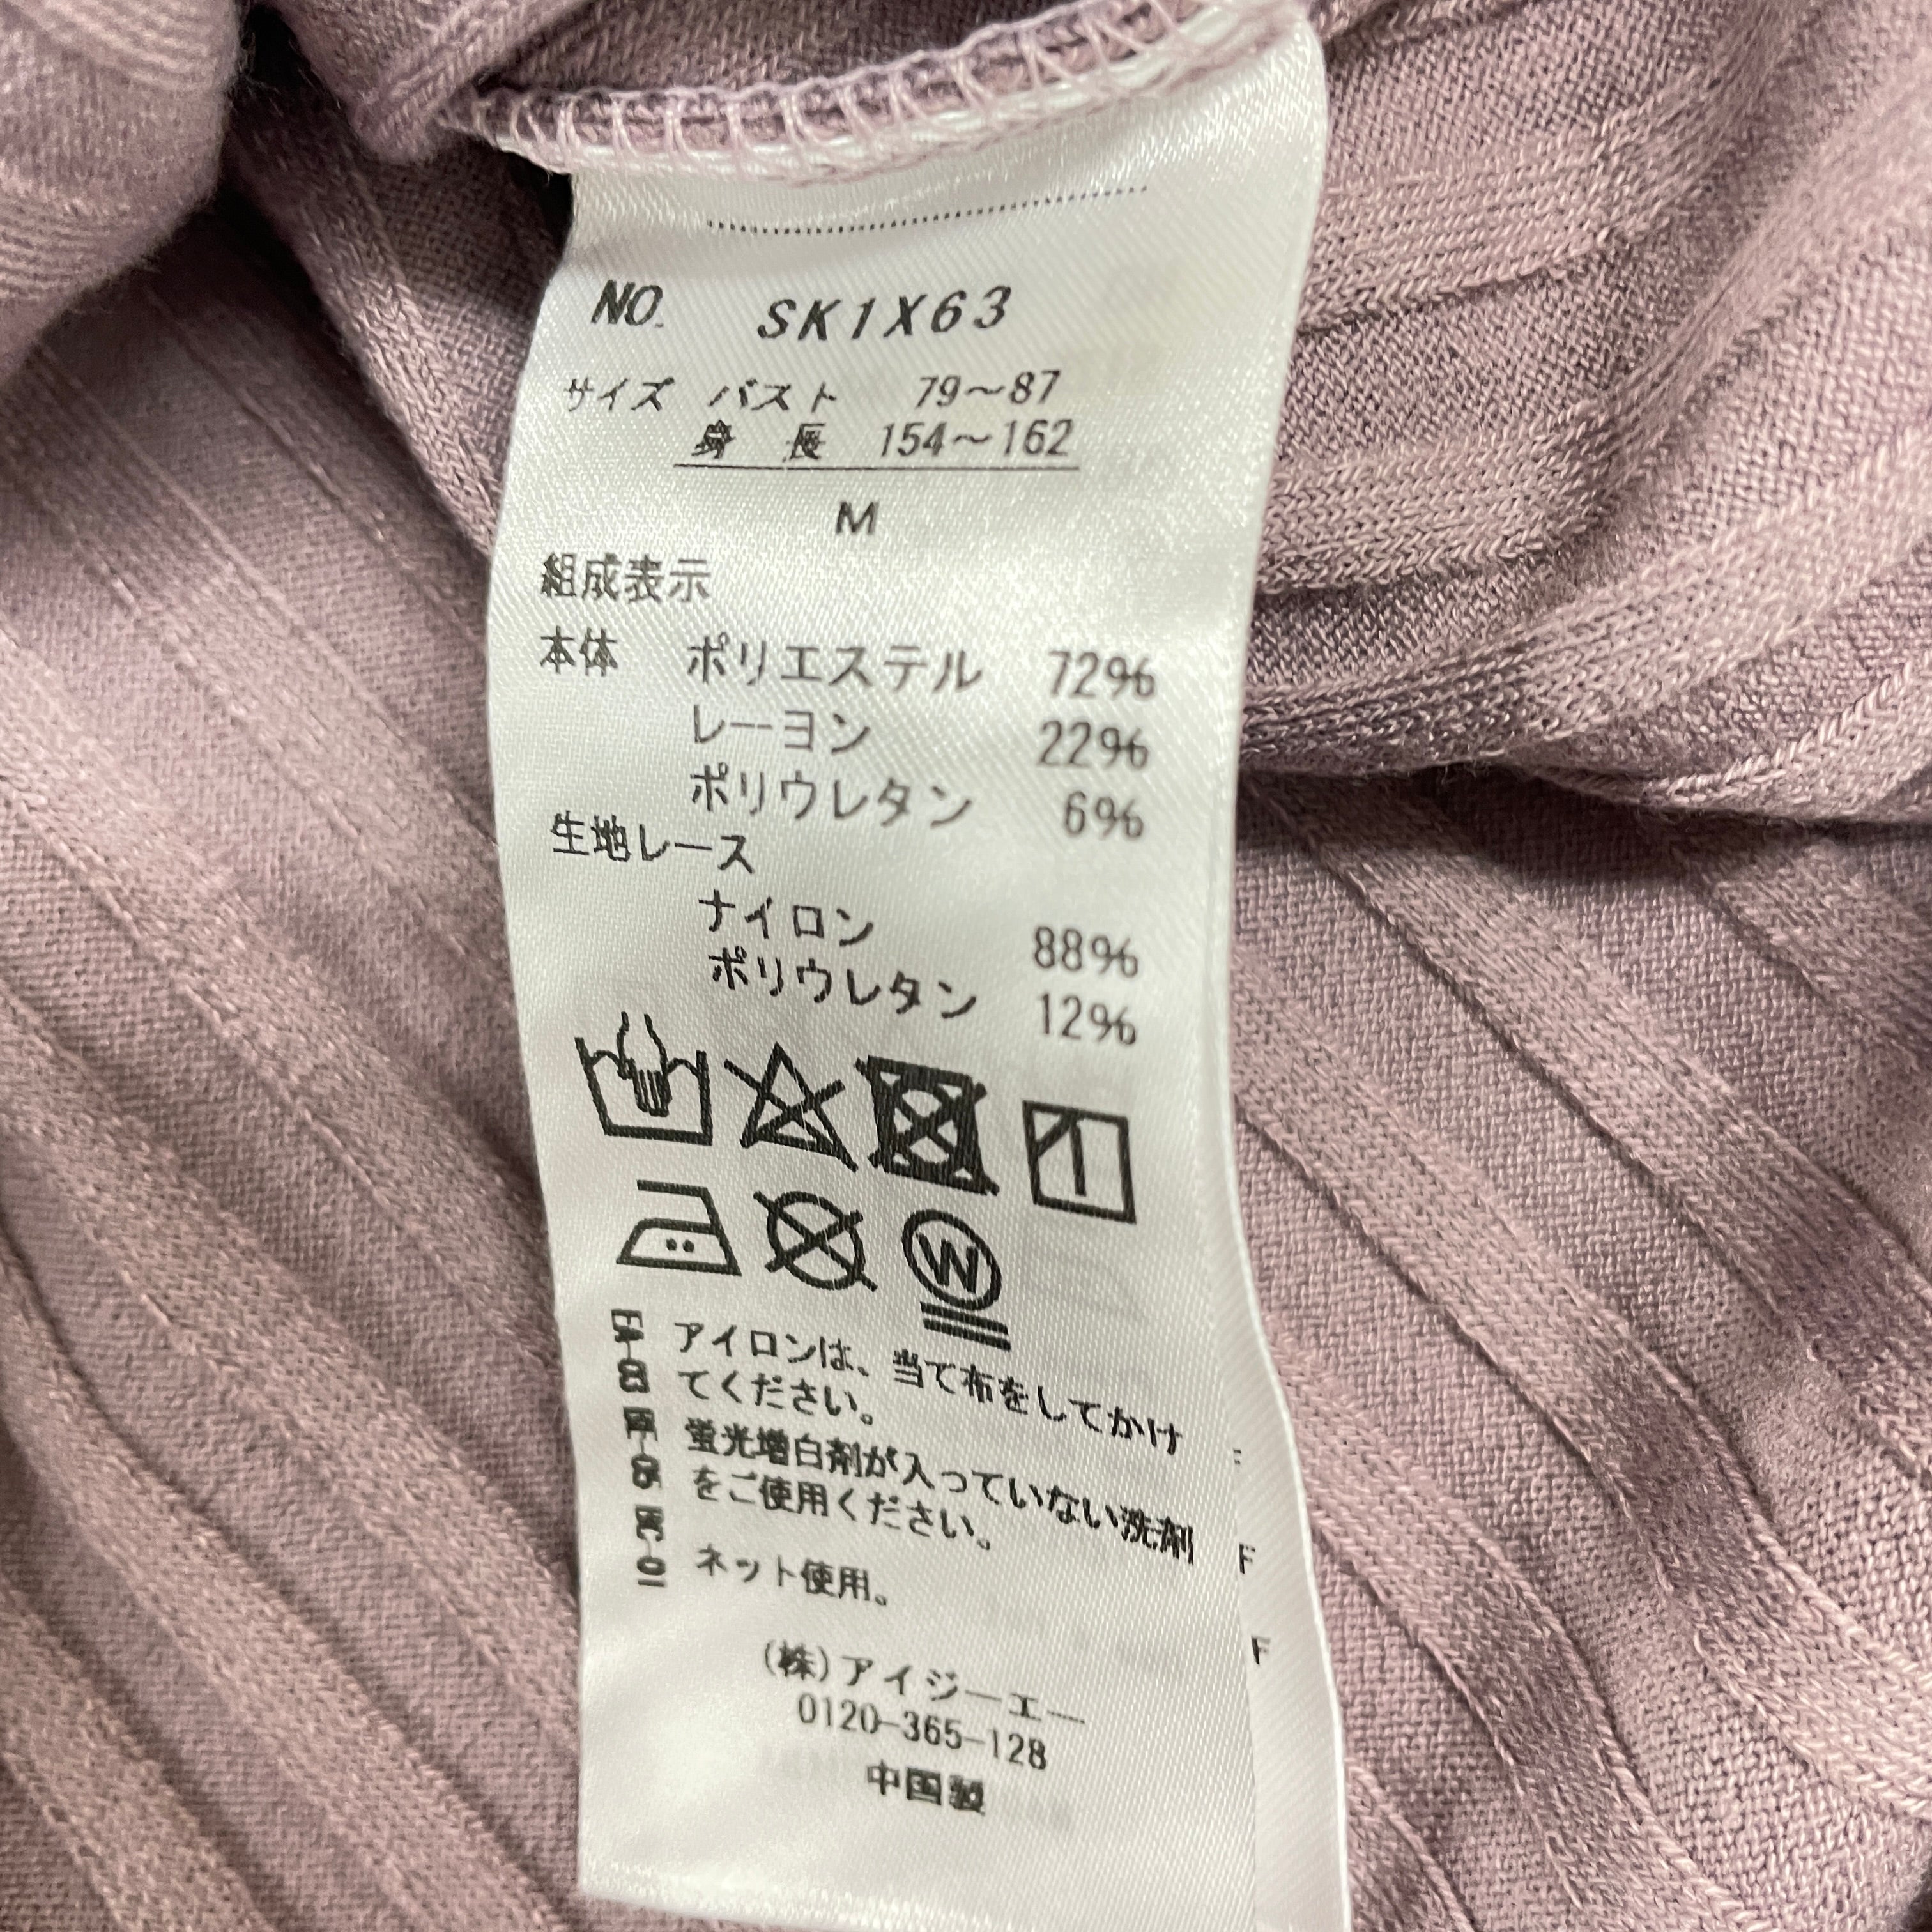 NO. SK1X63
サイズ バスト 79～87
身 長 154～162
M
組成表示
本体 ポリエステル 72%
レーヨン 22%
ポリウレタン 6%
生地レース
ナイロン 88%
ポリウレタン 12%
W
アイロンは、当て布をしてかけ
てください。
蛍光増白剤が入っていない洗剤
をご使用ください。
ネット使用。
(株)アイジーエー
0120-365-128
中国製
F
F